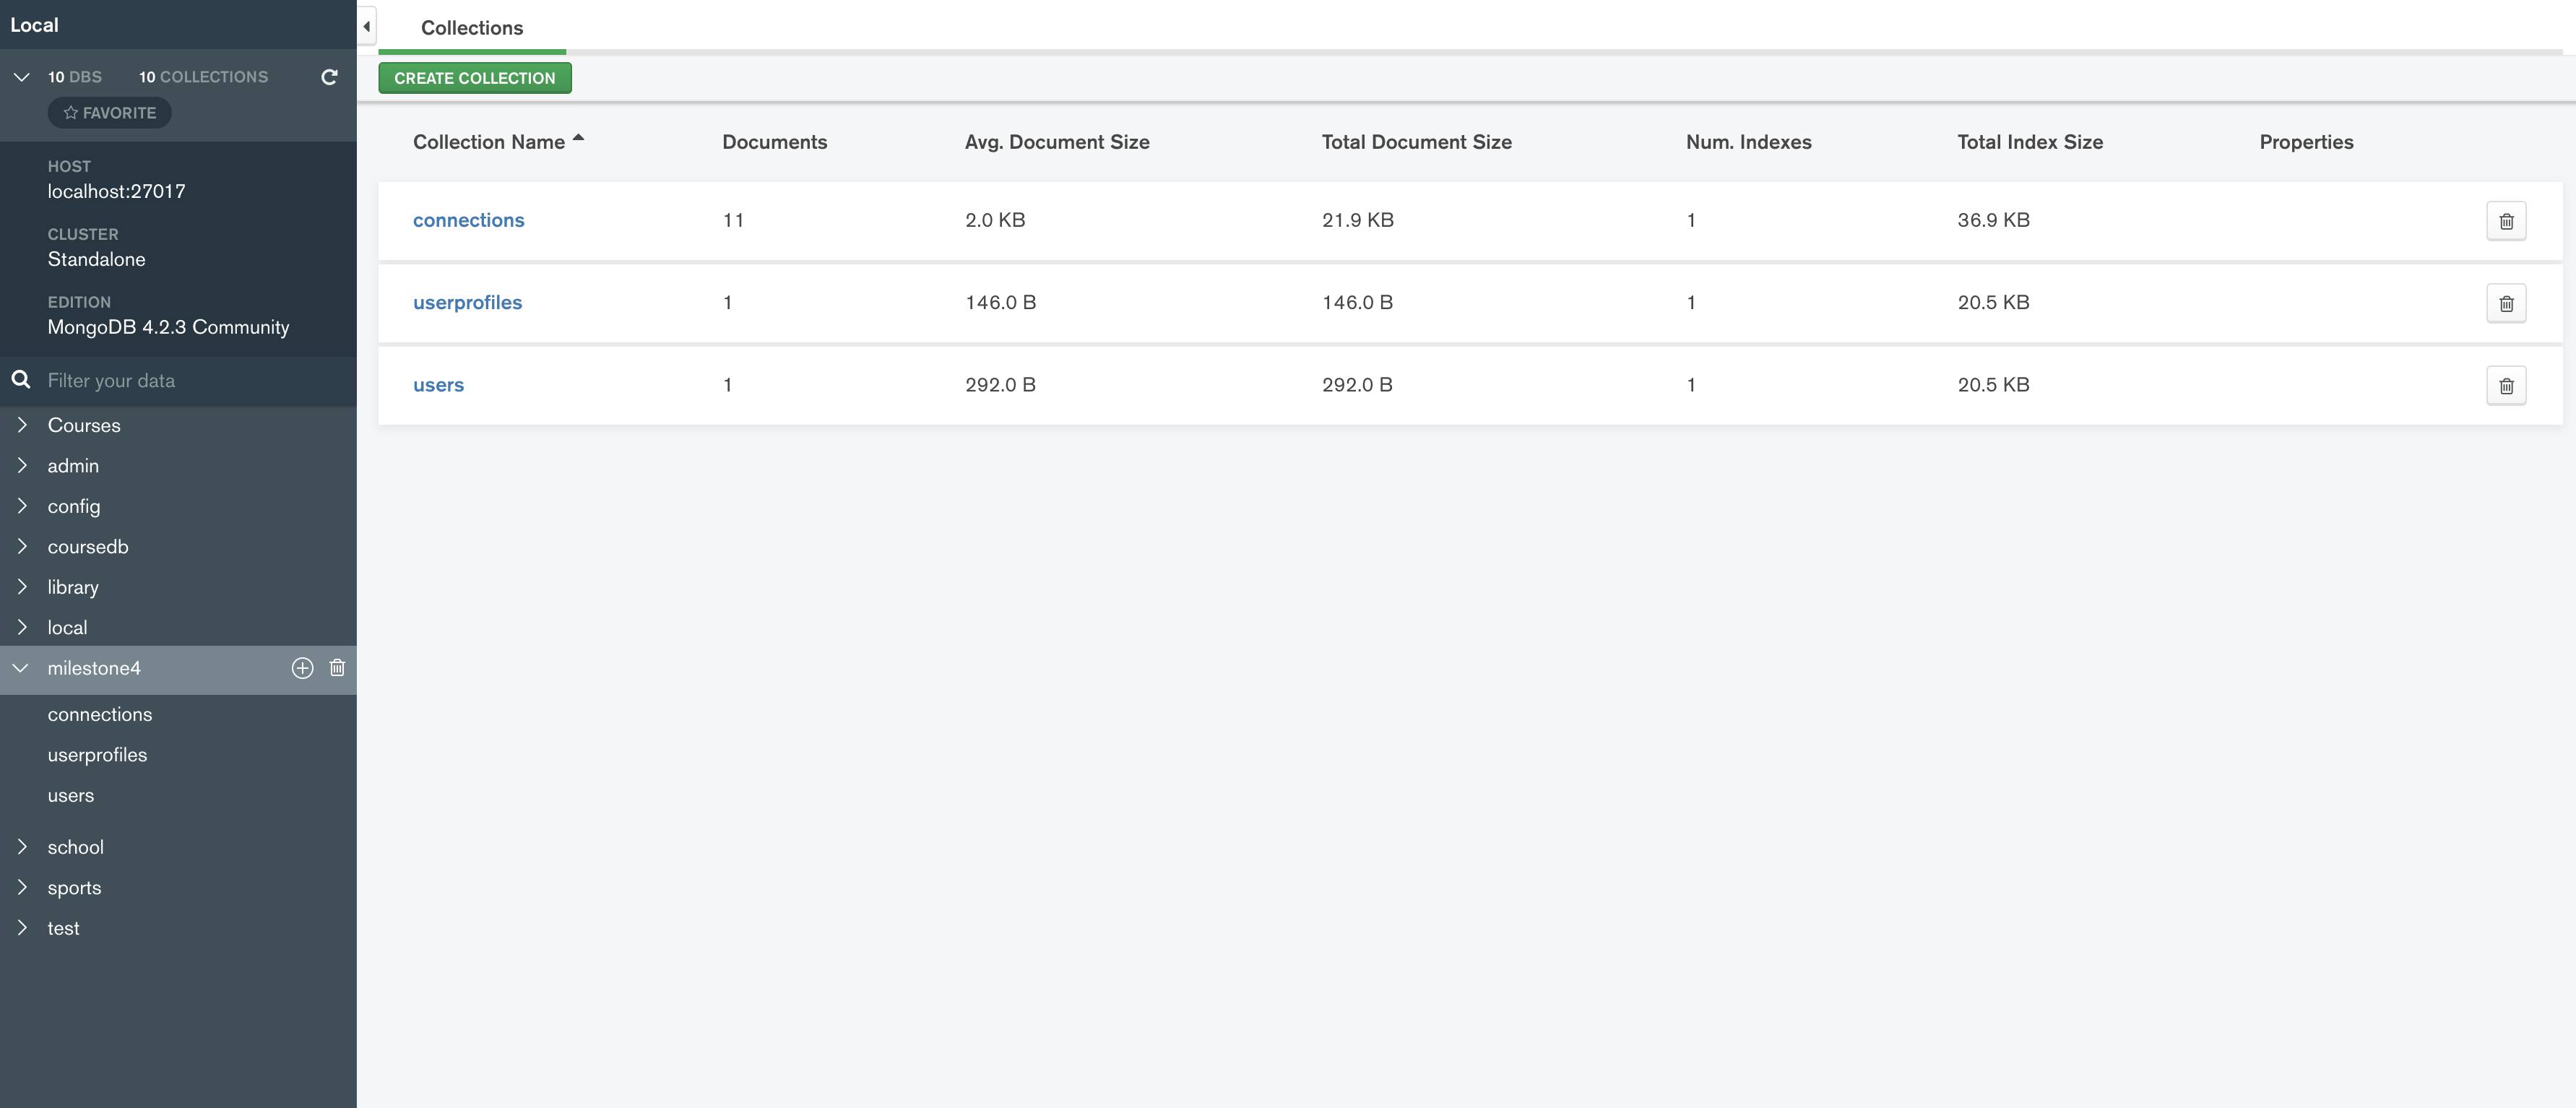 Local
10 DBS 10 COLLECTIONS
FAVORITE
HOST
localhost:27017
CLUSTER
Standalone
EDITION
MongoDB 4.2.3 Community
Filter your data
Courses
admin
config
coursedb
library
local
milestone4
connections
userprofiles
users
school
sports
test
Collections
CREATE COLLECTION
Collection Name Documents Avg. Document Size Total Document Size Num. Indexes Total Index Size Properties
connections 11 2.0 KB 21.9 KB 1 36.9 KB
userprofiles 1 146.0 B 146.0 B 1 20.5 KB
users 1 292.0 B 292.0 B 1 20.5 KB